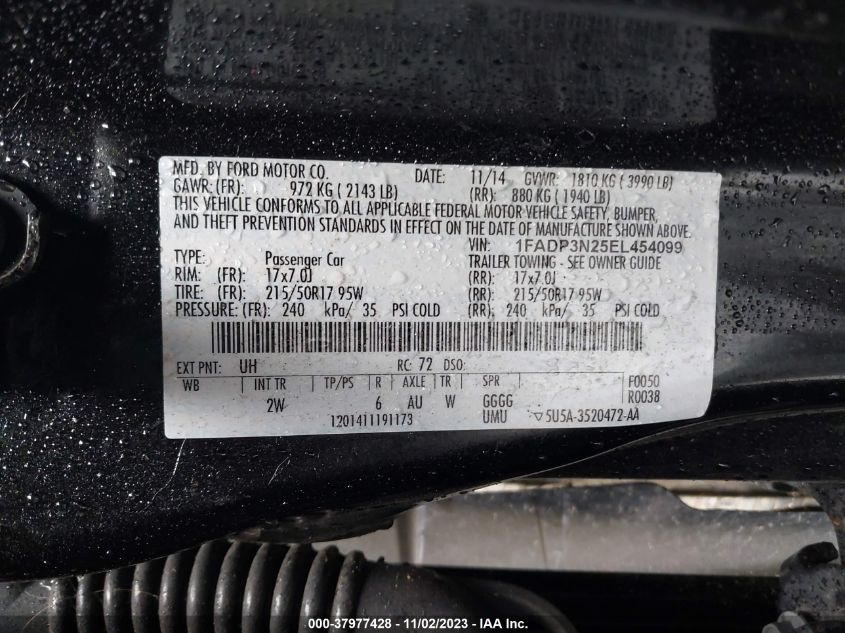 MFD. BY FORD MOTOR CO. DATE: 11/14 GVWR: 1810 KG ( 3990 LB)
GAWR: (FR): 972 KG ( 2143 LB) (RR): 880 KG ( 1940 LB)
THIS VEHICLE CONFORMS TO ALL APPLICABLE FEDERAL MOTOR VEHICLE SAFETY, BUMPER,
AND THEFT PREVENTION STANDARDS IN EFFECT ON THE DATE OF MANUFACTURE SHOWN ABOVE.
VIN: 1FADP3N25EL454099
TYPE: Passenger Car TRAILER TOWING - SEE OWNER GUIDE
RIM: (FR): 17x7.0J (RR): 17x7.0J
TIRE: (FR): 215/50R17 95W (RR): 215/50R17 95W
PRESSURE: (FR): 240 kPa/ 35 PSI COLD (RR): 240 kPa/ 35 PSI COLD
EXT PNT: UH RC: 72 DSO:
WB INT TR TP/PS R AXLE TR SPR F0050
2W 6 AU W GGGG R0038
1201411191173 UMU ▽5U5A-3520472-AA
000-37977428 - 11/02/2023 - IAAI.com